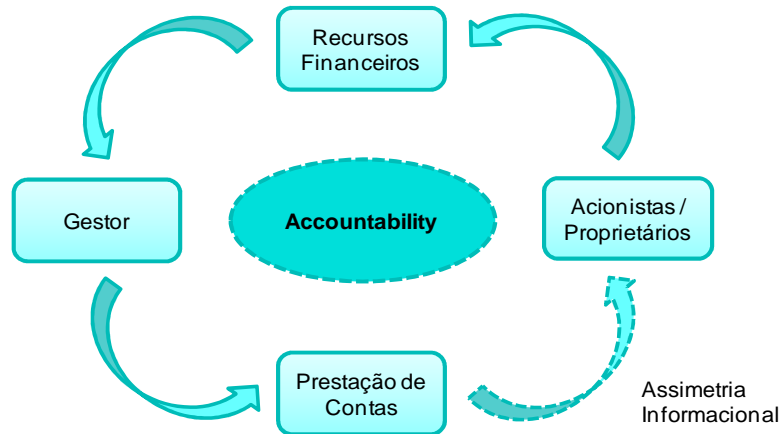 Recursos
Financeiros
Gestor
Accountability
Acionistas /
Proprietários
Prestação de
Contas
Assimetria
Informacional